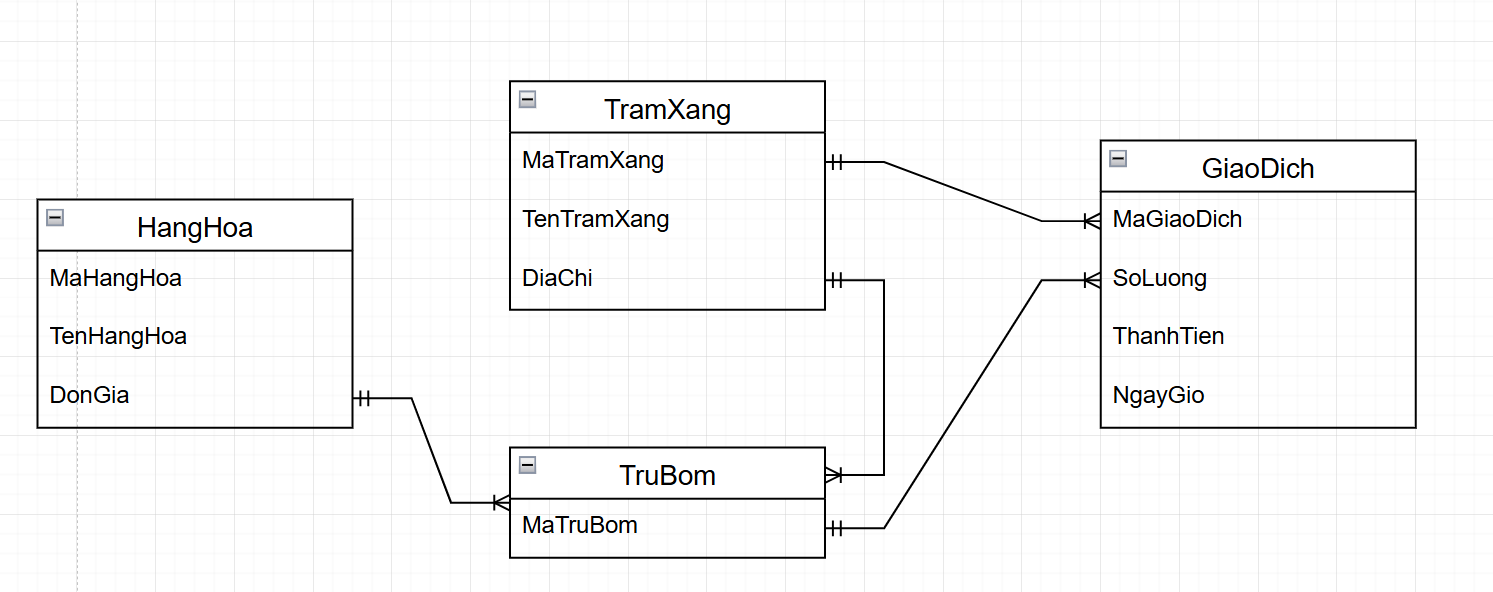 HangHoa
MaHangHoa
TenHangHoa
DonGia
TramXang
MaTramXang
TenTramXang
DiaChi
TruBom
MaTruBom
GiaoDich
MaGiaoDich
SoLuong
ThanhTien
NgayGio